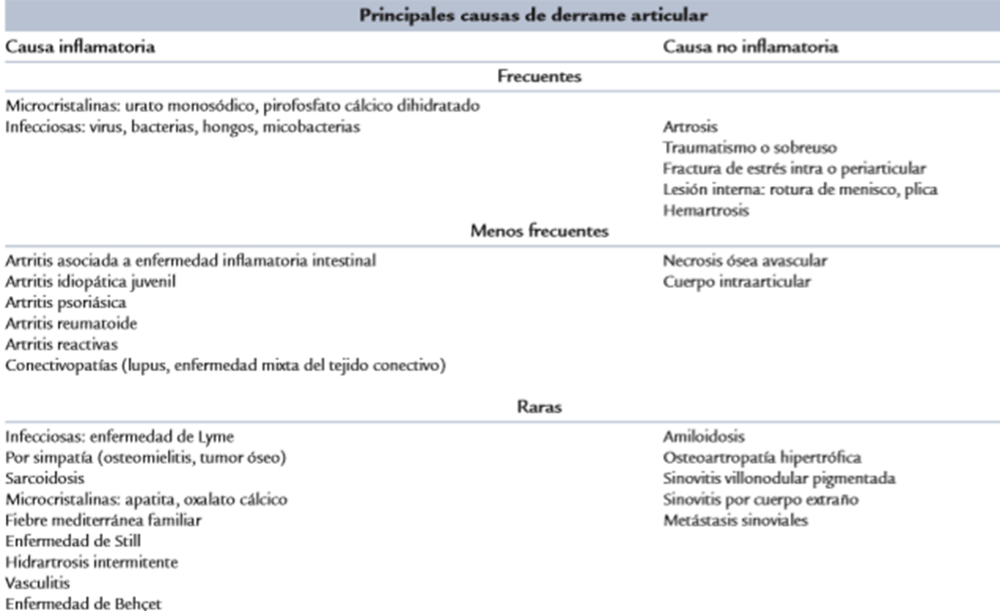 Principales causas de derrame articular
Causa inflamatoria Causa no inflamatoria
Frecuentes
Microcristalinas: urato monosódico, pirofosfato cálcico dihidratado
Infecciosas: virus, bacterias, hongos, micobacterias Artrosis
Traumatismo o sobreuso
Fractura de estrés intra o periarticular
Lesión interna: rotura de menisco, plica
Hemartrosis
Menos frecuentes
Artritis asociada a enfermedad inflamatoria intestinal Necrosis ósea avascular
Artritis idiopática juvenil Cuerpo intraarticular
Artritis psoriásica
Artritis reumatoide
Artritis reactivas
Conectivopatías (lupus, enfermedad mixta del tejido conectivo)
Raras
Infecciosas: enfermedad de Lyme Amiloidosis
Por simpatía (osteomielitis, tumor óseo) Osteoartropatía hipertrófica
Sarcoidosis Sinovitis villonodular pigmentada
Microcristalinas: apatita, oxalato cálcico Sinovitis por cuerpo extraño
Fiebre mediterránea familiar Metástasis sinoviales
Enfermedad de Still
Hidrartrosis intermitente
Vasculitis
Enfermedad de Behçet